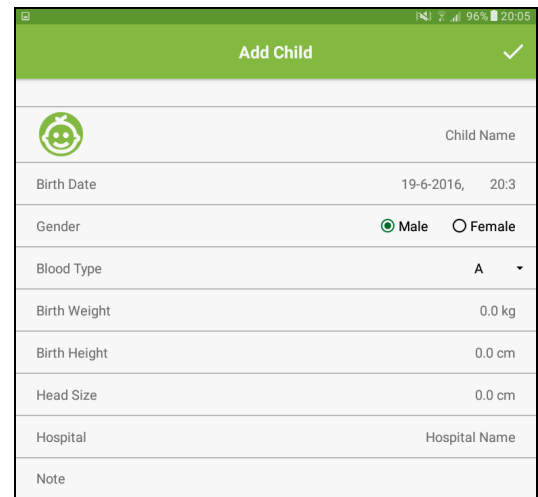 96% 20:05
Add Child
Child Name
Birth Date 19-6-2016, 20:3
Gender Male Female
Blood Type A
Birth Weight 0.0 kg
Birth Height 0.0 cm
Head Size 0.0 cm
Hospital Hospital Name
Note